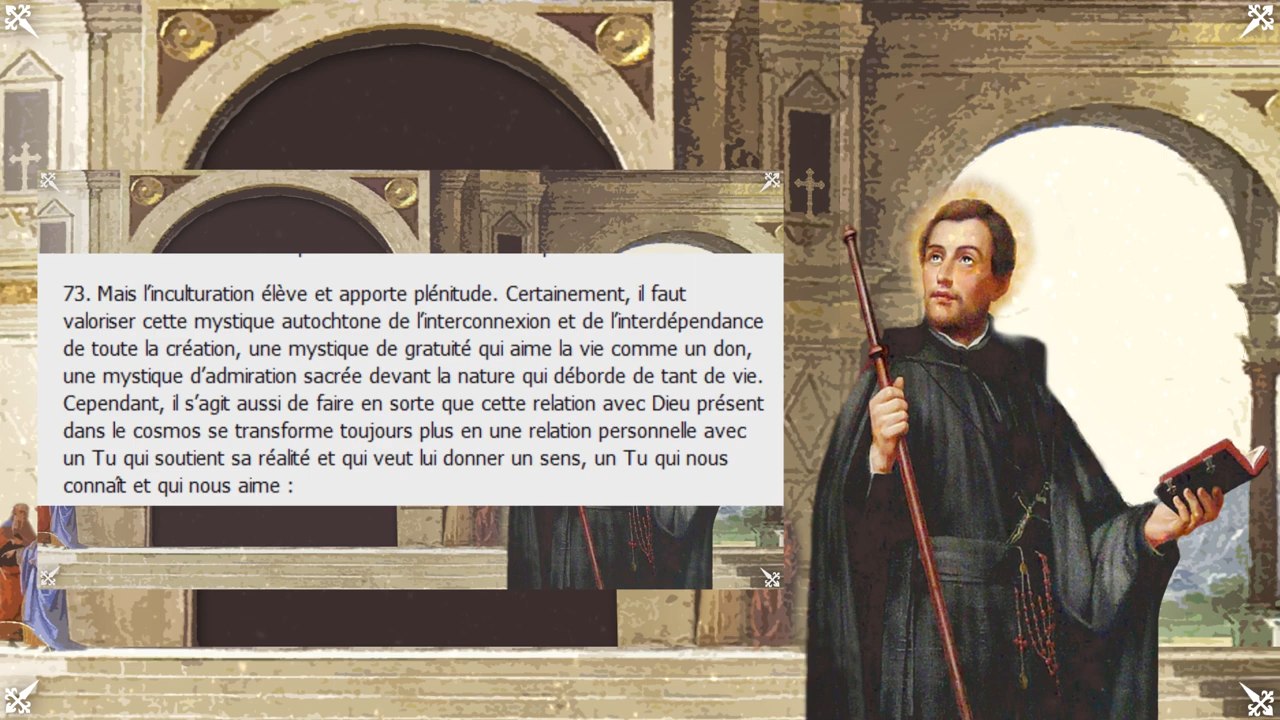 73. Mais l’inculturation élève et apporte plénitude. Certainement, il faut
valoriser cette mystique autochtone de l’interconnexion et de l’interdépendance
de toute la création, une mystique de gratuité qui aime la vie comme un don,
une mystique d’admiration sacrée devant la nature qui déborde de tant de vie.
Cependant, il s’agit aussi de faire en sorte que cette relation avec Dieu présent
dans le cosmos se transforme toujours plus en une relation personnelle avec
un Tu qui soutient sa réalité et qui veut lui donner un sens, un Tu qui nous
connaît et qui nous aime :